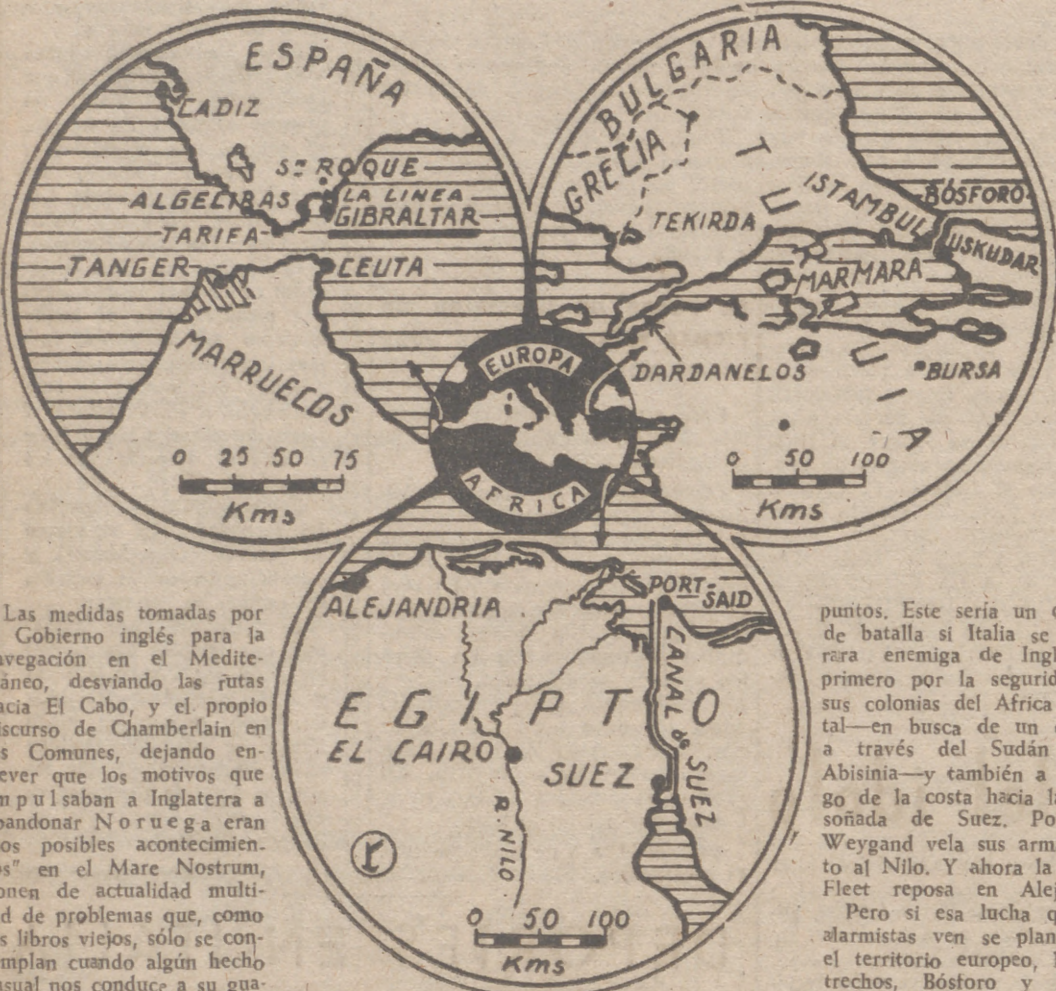 ESPAÑA
CADIZ
Sn ROQUE
ALGECIRAS
LA LINEA
GIBRALTAR
TARIFA
TANGER
CEUTA
MARRUECOS
0 25 50 75
Kms
BULGARIA
GRECIA
TURQUIA
TEKIRDA
ISTAMBUL
BÓSFORO
USKUDAR
MARMARA
DARDANELOS
BURSA
0 50 100
Kms
EUROPA
AFRICA
ALEJANDRIA
PORT-SAID
CANAL de SUEZ
EGIPTO
EL CAIRO
SUEZ
R. NILO
0 50 100
Kms
Las medidas tomadas por
Gobierno inglés para la
avegación en el Medite-
áneo, desviando las rutas
acia El Cabo, y el propio
iscurso de Chamberlain en
s Comunes, dejando en-
ever que los motivos que
mpulsaban a Inglaterra a
bandonar Noruega eran
os posibles acontecimien-
os" en el Mare Nostrum,
onen de actualidad multi-
d de problemas que, como
s libros viejos, sólo se con-
mplan cuando algún hecho
asual nos conduce a su gua-
puntos. Este sería un
de batalla si Italia se
rara enemiga de Ingl
primero por la segurid
sus colonias del Africa
tal—en busca de un
a través del Sudán
Abisinia—y también a
go de la costa hacia la
soñada de Suez. Po
Weygand vela sus arm
to al Nilo. Y ahora la
Fleet reposa en Alej
Pero si esa lucha q
alarmistas ven se plan
el territorio europeo,
trechos, Bósforo y